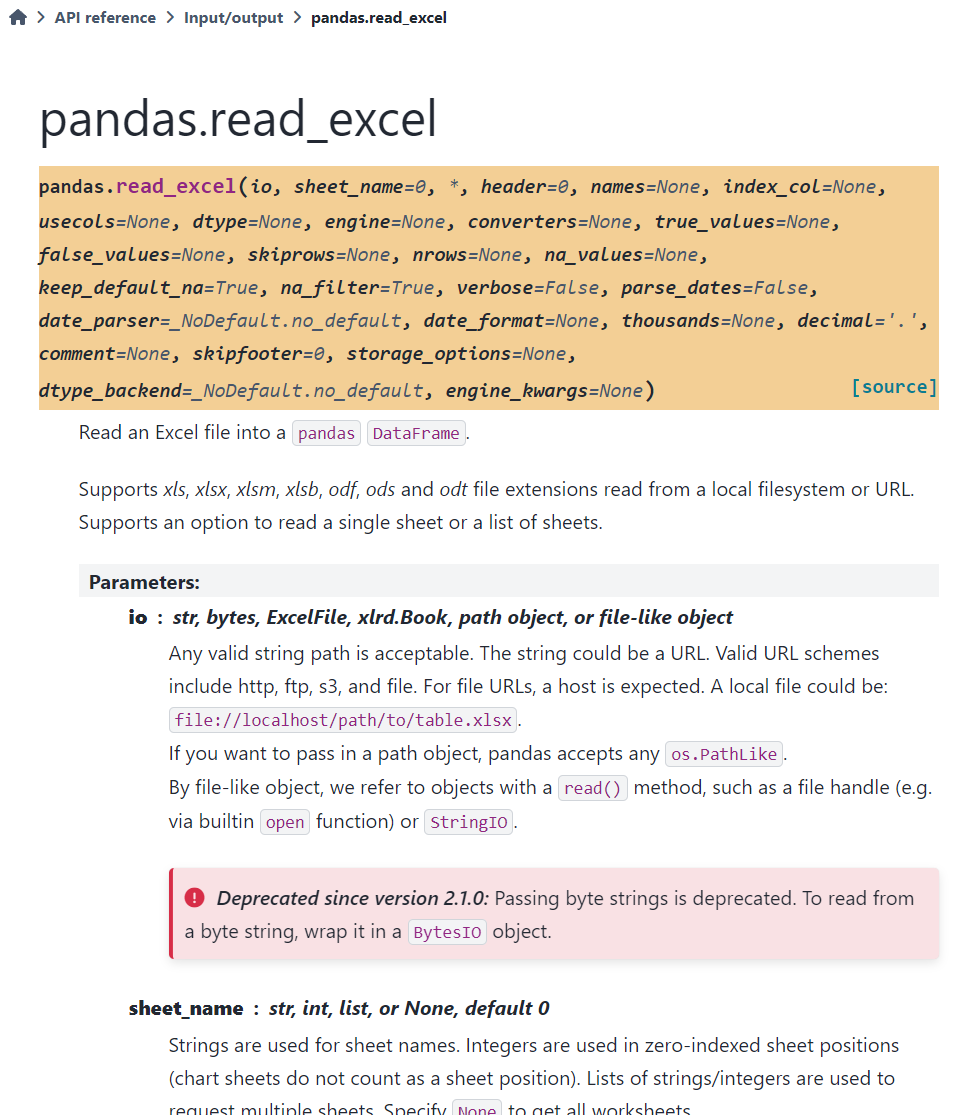 API reference > Input/output > pandas.read_excel
pandas.read_excel
pandas.read_excel(io, sheet_name=0, *, header=0, names=None, index_col=None,
usecols=None, dtype=None, engine=None, converters=None, true_values=None,
false_values=None, skiprows=None, nrows=None, na_values=None,
keep_default_na=True, na_filter=True, verbose=False, parse_dates=False,
date_parser=_NoDefault.no_default, date_format=None, thousands=None, decimal='.',
comment=None, skipfooter=0, storage_options=None,
dtype_backend=_NoDefault.no_default, engine_kwargs=None) [source]
Read an Excel file into a pandas DataFrame.
Supports xls, xlsx, xlsm, xlsb, odf, ods and odt file extensions read from a local filesystem or URL.
Supports an option to read a single sheet or a list of sheets.
Parameters:
io : str, bytes, ExcelFile, xlrd.Book, path object, or file-like object
Any valid string path is acceptable. The string could be a URL. Valid URL schemes
include http, ftp, s3, and file. For file URLs, a host is expected. A local file could be:
file://localhost/path/to/table.xlsx.
If you want to pass in a path object, pandas accepts any os.PathLike.
By file-like object, we refer to objects with a read() method, such as a file handle (e.g.
via builtin open function) or StringIO.
Deprecated since version 2.1.0: Passing byte strings is deprecated. To read from
a byte string, wrap it in a BytesIO object.
sheet_name : str, int, list, or None, default 0
Strings are used for sheet names. Integers are used in zero-indexed sheet positions
(chart sheets do not count as a sheet position). Lists of strings/integers are used to
request multiple sheets. Specify None to get all worksheets.